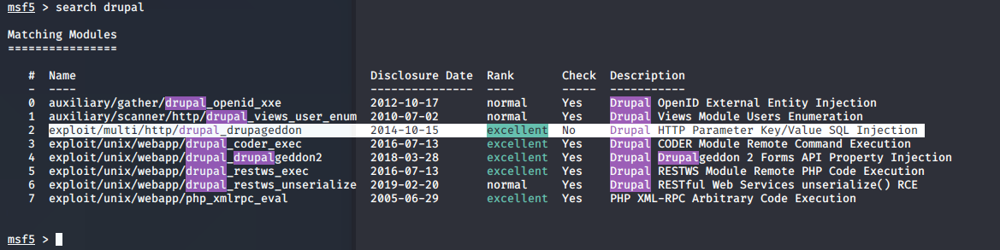 msf5 > search drupal
Matching Modules
================
# Name Disclosure Date Rank Check Description
- ---- --------------- ---- ----- -----------
0 auxiliary/gather/drupal_openid_xxe 2012-10-17 normal Yes Drupal OpenID External Entity Injection
1 auxiliary/scanner/http/drupal_views_user_enum 2010-07-02 normal Yes Drupal Views Module Users Enumeration
2 exploit/multi/http/drupal_drupageddon 2014-10-15 excellent No Drupal HTTP Parameter Key/Value SQL Injection
3 exploit/unix/webapp/drupal_coder_exec 2016-07-13 excellent Yes Drupal CODER Module Remote Command Execution
4 exploit/unix/webapp/drupal_drupalgeddon2 2018-03-28 excellent Yes Drupal Drupalgeddon 2 Forms API Property Injection
5 exploit/unix/webapp/drupal_restws_exec 2016-07-13 excellent Yes Drupal RESTWS Module Remote PHP Code Execution
6 exploit/unix/webapp/drupal_restws_unserialize 2019-02-20 normal Yes Drupal RESTful Web Services unserialize() RCE
7 exploit/unix/webapp/php_xmlrpc_eval 2005-06-29 excellent Yes PHP XML-RPC Arbitrary Code Execution
msf5 >